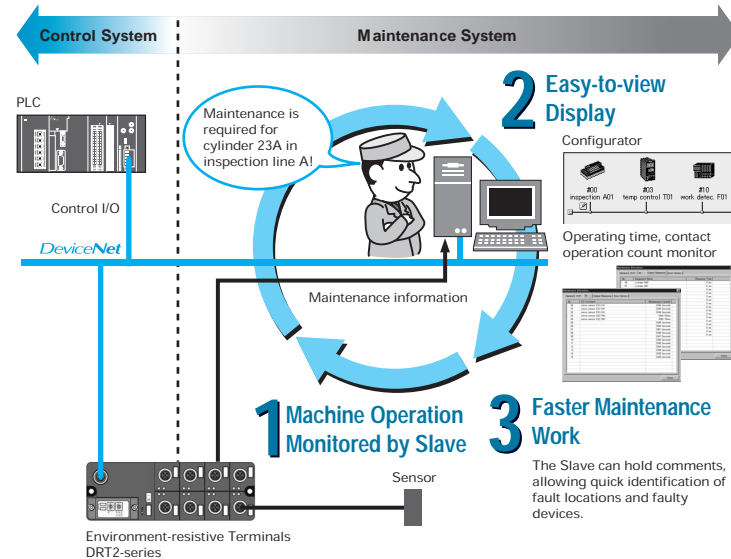 Control System
Maintenance System
PLC
Maintenance is
required for
cylinder 23A in
inspection line A!
2 Easy-to-view
Display
Configurator
#00
inspection A01
#03
temp control T01
#10
work detec. F01
Control I/O
DeviceNet
Operating time, contact
operation count monitor
Maintenance information
1 Machine Operation
Monitored by Slave
3 Faster Maintenance
Work
The Slave can hold comments,
allowing quick identification of
fault locations and faulty
devices.
Sensor
Environment-resistive Terminals
DRT2-series